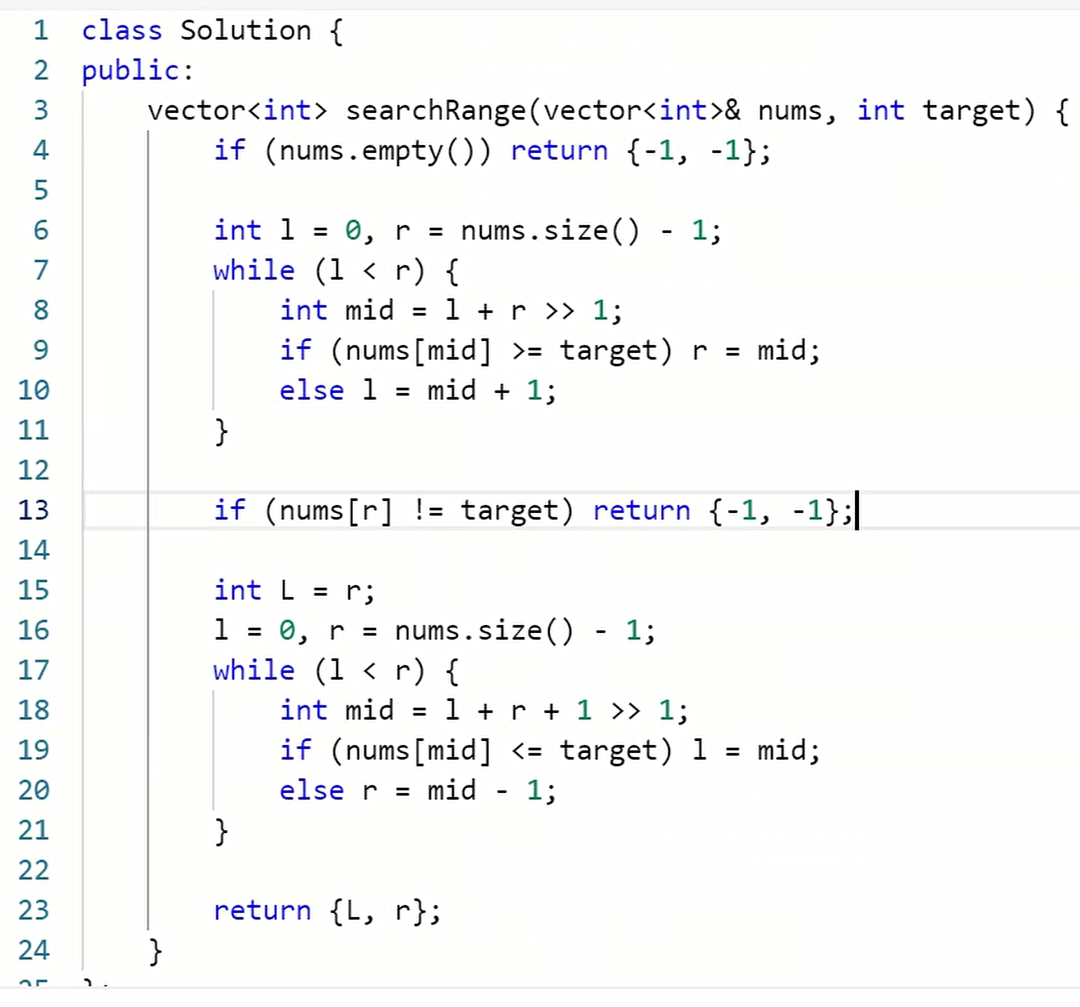 1 class Solution {
2 public:
3     vector<int> searchRange(vector<int>& nums, int target) {
4         if (nums.empty()) return {-1, -1};
5
6         int l = 0, r = nums.size() - 1;
7         while (l < r) {
8             int mid = l + r >> 1;
9             if (nums[mid] >= target) r = mid;
10             else l = mid + 1;
11         }
12
13         if (nums[r] != target) return {-1, -1};
14
15         int L = r;
16         l = 0, r = nums.size() - 1;
17         while (l < r) {
18             int mid = l + r + 1 >> 1;
19             if (nums[mid] <= target) l = mid;
20             else r = mid - 1;
21         }
22
23         return {L, r};
24     }